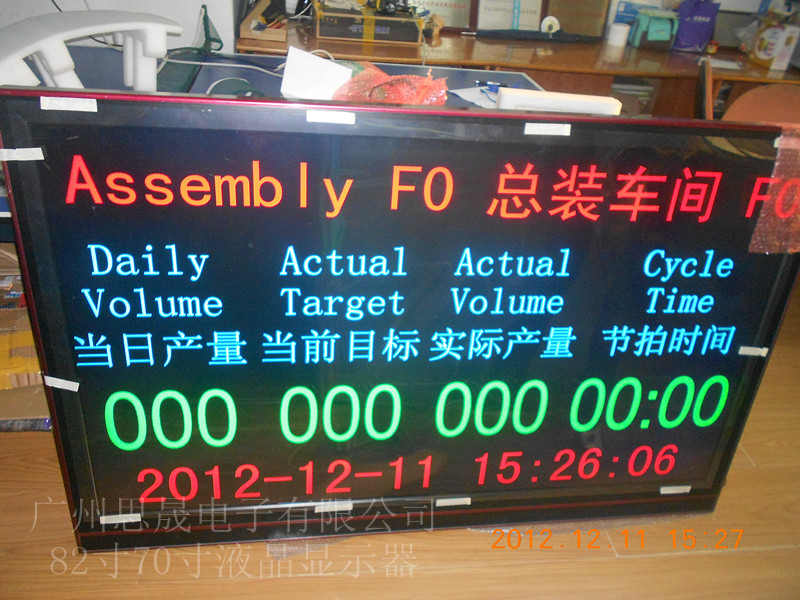 Assembly F0 总装车间 F0
Daily Actual Actual Cycle
Volume Target Volume Time
当日产量 当前目标 实际产量 节拍时间
000 000 000 00:00
2012-12-11 15:26:06
广州思晟电子有限公司
2012.12.11 15:27
82寸70寸液晶显示器